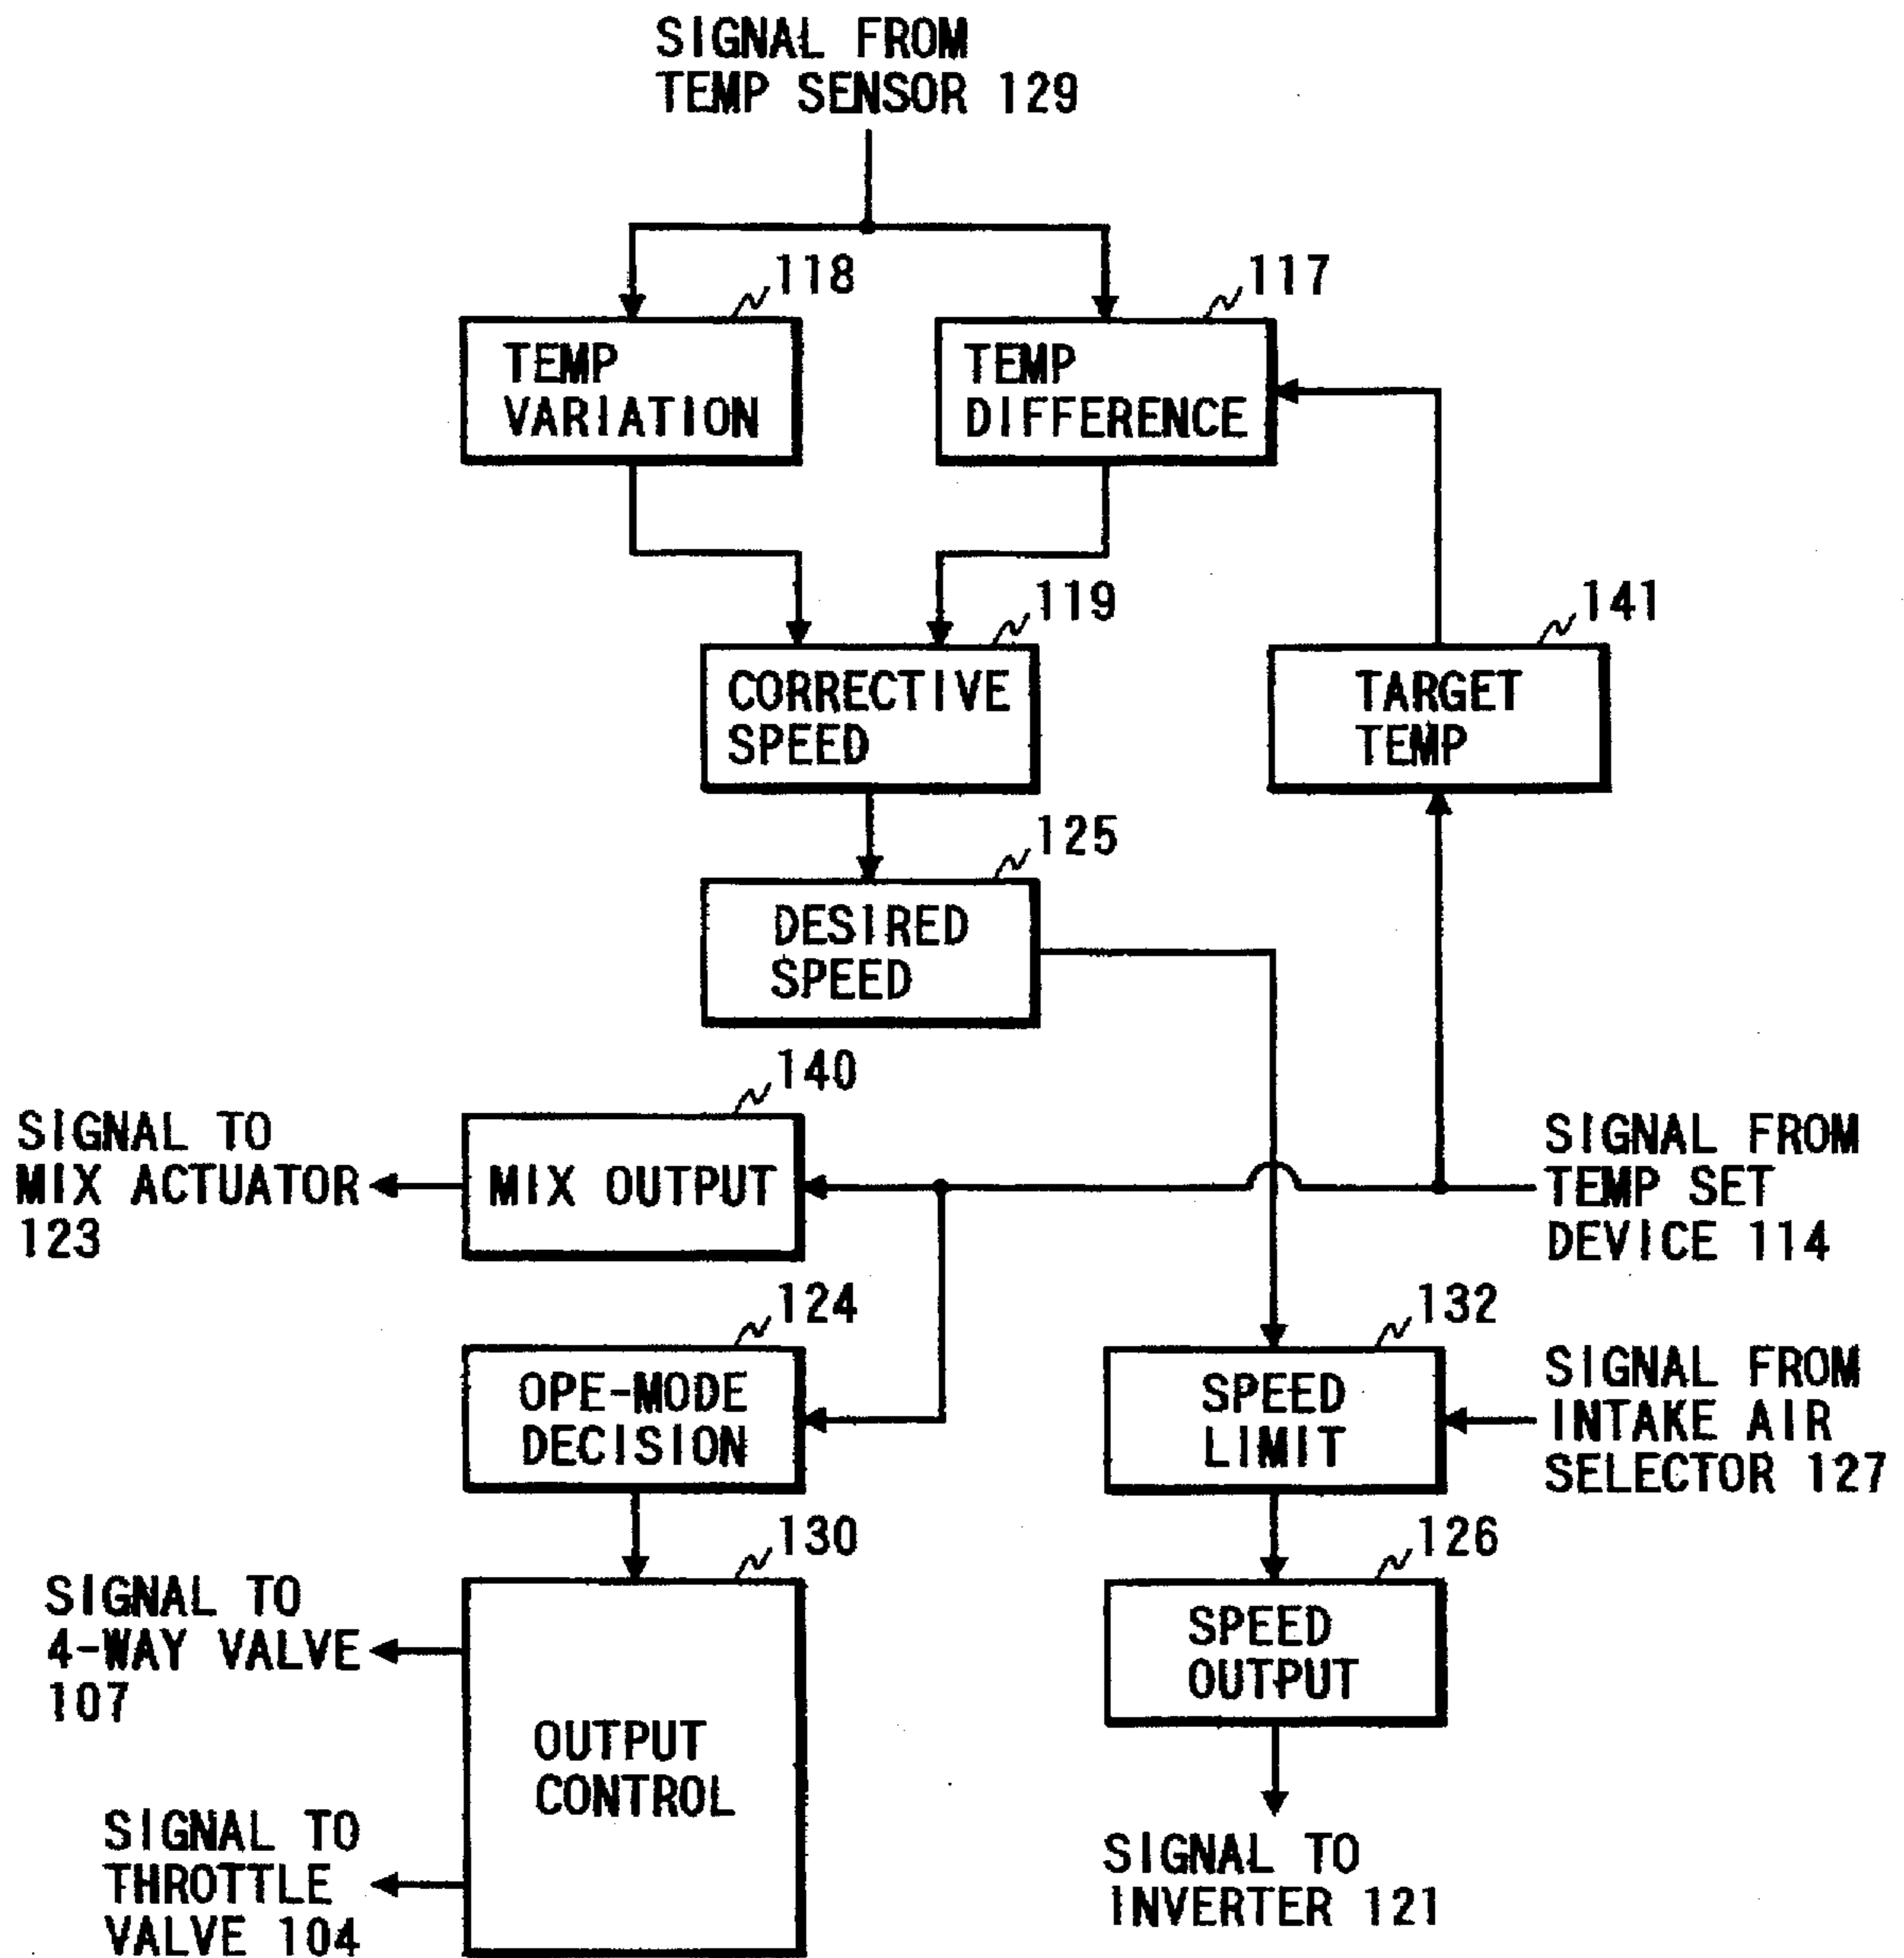 SIGNAL FROM
TEMP SENSOR 129
118
117
TEMP
VARIATION
TEMP
DIFFERENCE
119
141
CORRECTIVE
SPEED
TARGET
TEMP
125
DESIRED
SPEED
140
SIGNAL TO
MIX ACTUATOR
123
MIX OUTPUT
SIGNAL FROM
TEMP SET
DEVICE 114
124
132
OPE-MODE
DECISION
SPEED
LIMIT
SIGNAL FROM
INTAKE AIR
SELECTOR 127
130
126
SIGNAL TO
4-WAY VALVE
107
SPEED
OUTPUT
OUTPUT
CONTROL
SIGNAL TO
THROTTLE
VALVE 104
SIGNAL TO
INVERTER 121